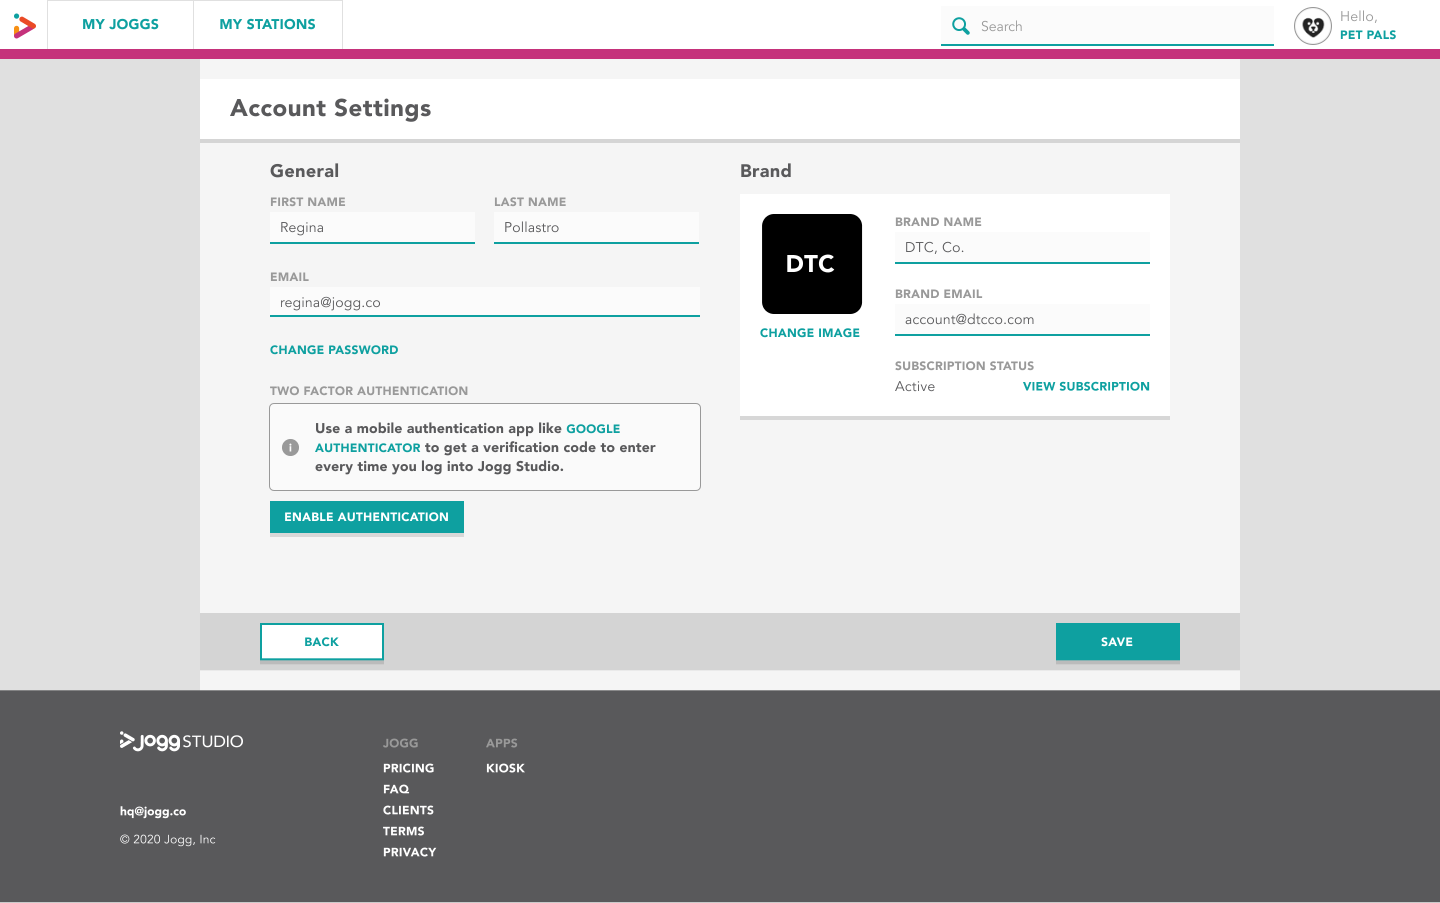 MY JOGGS
MY STATIONS
Search
Hello,
PET PALS
Account Settings
General
FIRST NAME
LAST NAME
Regina
Pollastro
EMAIL
regina@jogg.co
CHANGE PASSWORD
TWO FACTOR AUTHENTICATION
i
Use a mobile authentication app like GOOGLE
AUTHENTICATOR to get a verification code to enter
every time you log into Jogg Studio.
ENABLE AUTHENTICATION
Brand
DTC
CHANGE IMAGE
BRAND NAME
DTC, Co.
BRAND EMAIL
account@dtcco.com
SUBSCRIPTION STATUS
Active
VIEW SUBSCRIPTION
BACK
SAVE
Jogg STUDIO
hq@jogg.co
© 2020 Jogg, Inc
JOGG
PRICING
FAQ
CLIENTS
TERMS
PRIVACY
APPS
KIOSK